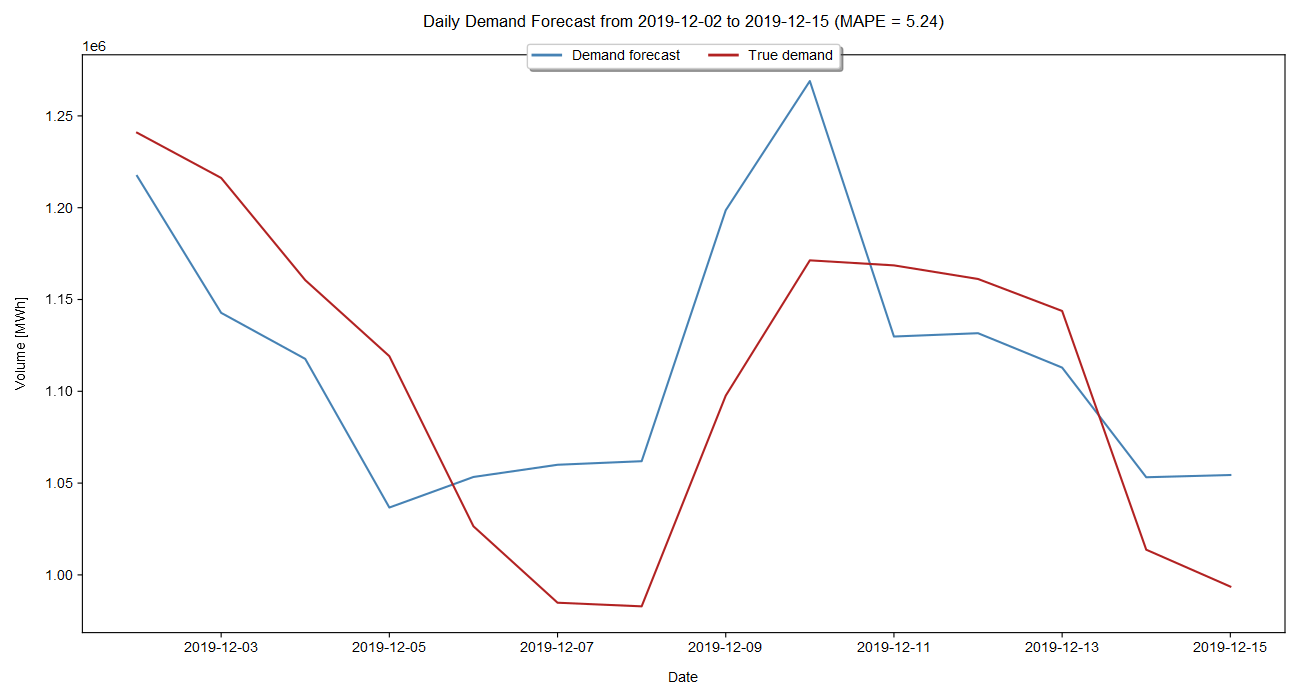 Daily Demand Forecast from 2019-12-02 to 2019-12-15 (MAPE = 5.24)
1e6
Demand forecast True demand
1.25
1.20
1.15
1.10
1.05
1.00
Volume [MWh]
2019-12-03 2019-12-05 2019-12-07 2019-12-09 2019-12-11 2019-12-13 2019-12-15
Date